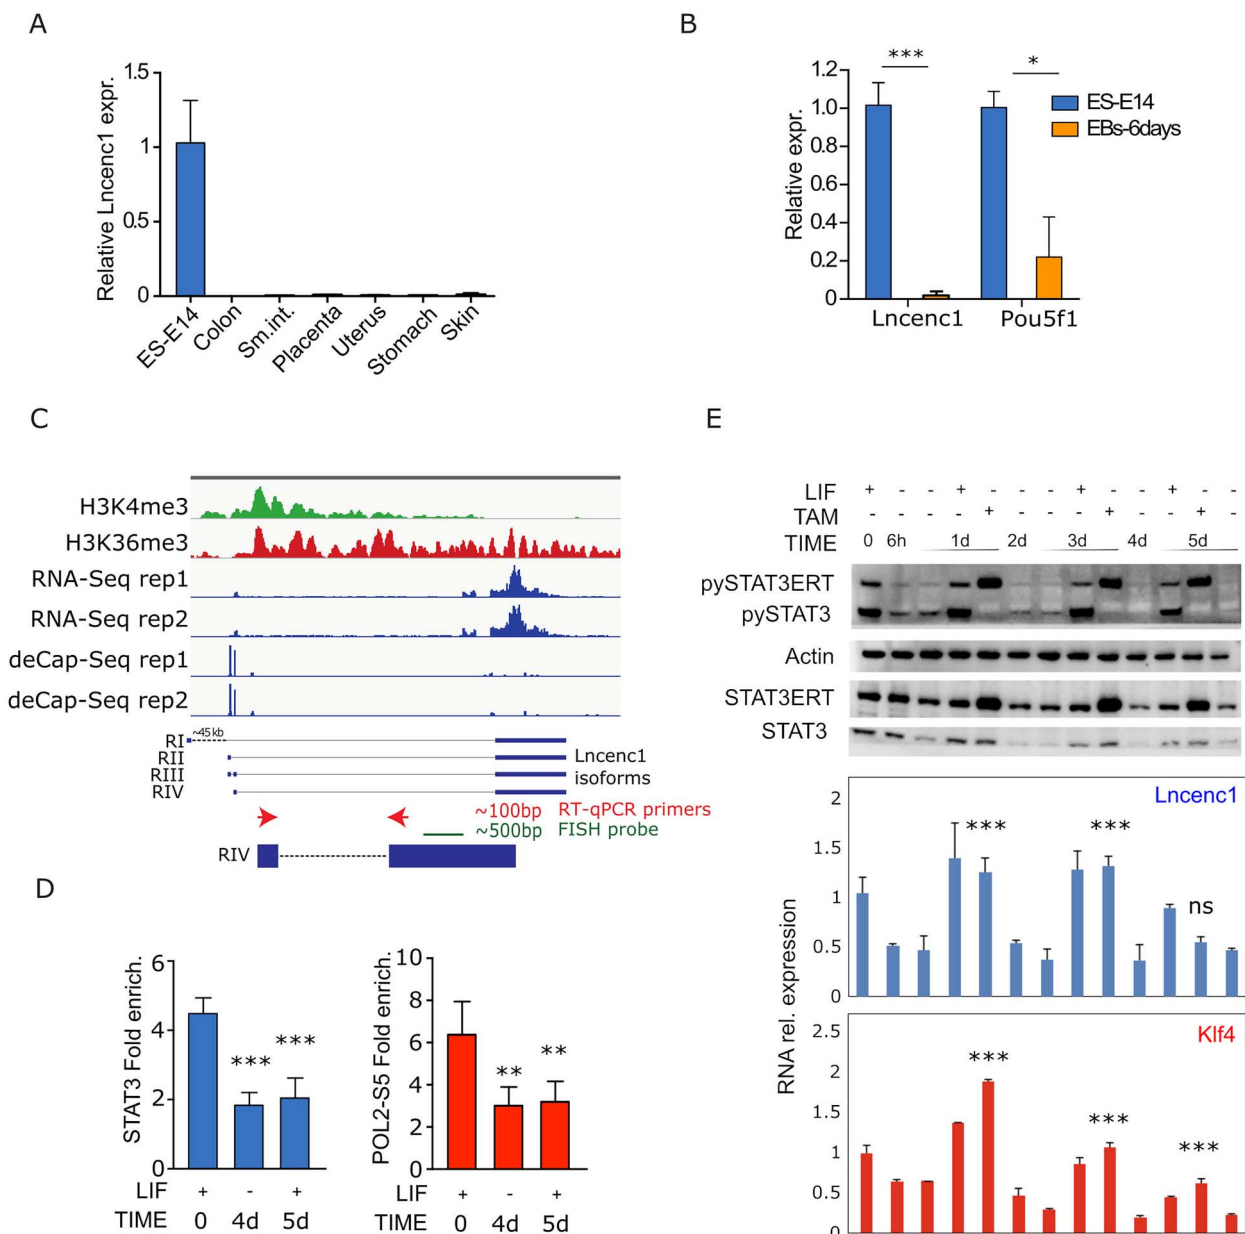 A
Relative Lncenc1 expr.
1.5
1
0.5
0
ES-E14
Colon
Sm.int.
Placenta
Uterus
Stomach
Skin
B
Relative expr.
1.2
1.0
0.8
0.6
0.4
0.2
0
***
*
ES-E14
EBs-6days
Lncenc1
Pou5f1
C
H3K4me3
H3K36me3
RNA-Seq rep1
RNA-Seq rep2
deCap-Seq rep1
deCap-Seq rep2
~45kb
RI
RII
RIII
RIV
Lncenc1
isoforms
~100bp RT-qPCR primers
~500bp FISH probe
RIV
D
STAT3 Fold enrich.
6
4
2
0
***
***
LIF + - +
TIME 0 4d 5d
POL2-S5 Fold enrich.
10
8
6
4
2
0
**
**
LIF + - +
TIME 0 4d 5d
E
LIF + - - + - - - + - - + - -
TAM - - - - + - - - + - - + -
TIME 0 6h 1d 2d 3d 4d 5d
pySTAT3ERT
pySTAT3
Actin
STAT3ERT
STAT3
RNA rel. expression
Lncenc1
2
1.5
1
0.5
0
***
***
ns
Klf4
2.5
2
1.5
1
0.5
0
***
***
***